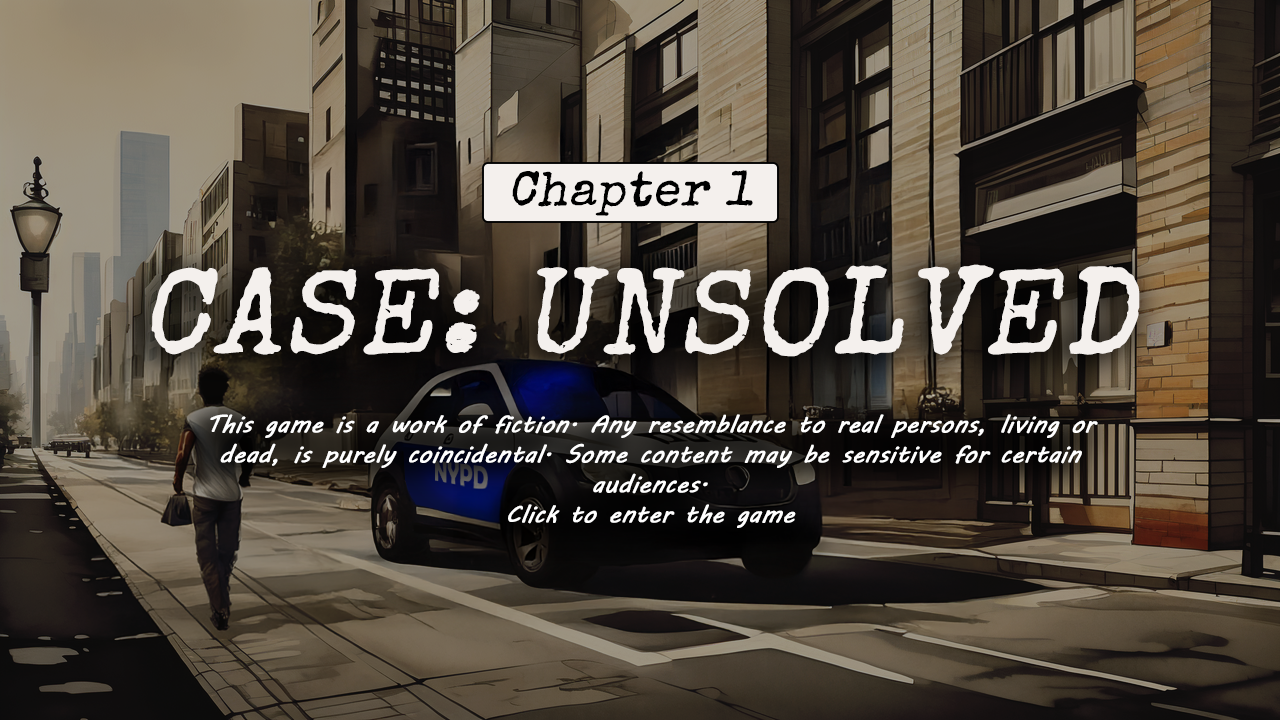 Chapter 1
CASE: UNSOLVED
This game is a work of fiction. Any resemblance to real persons, living or
dead, is purely coincidental. Some content may be sensitive for certain
audiences.
Click to enter the game
NYPD